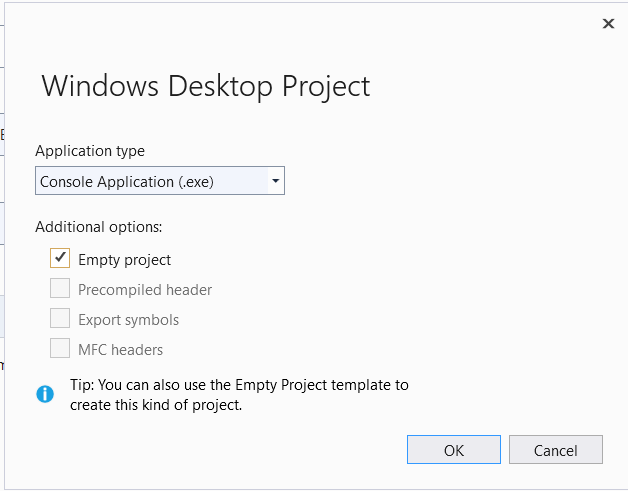 Windows Desktop Project
Application type
Console Application (.exe)
Additional options:
Empty project
Precompiled header
Export symbols
MFC headers
Tip: You can also use the Empty Project template to
create this kind of project.
OK
Cancel